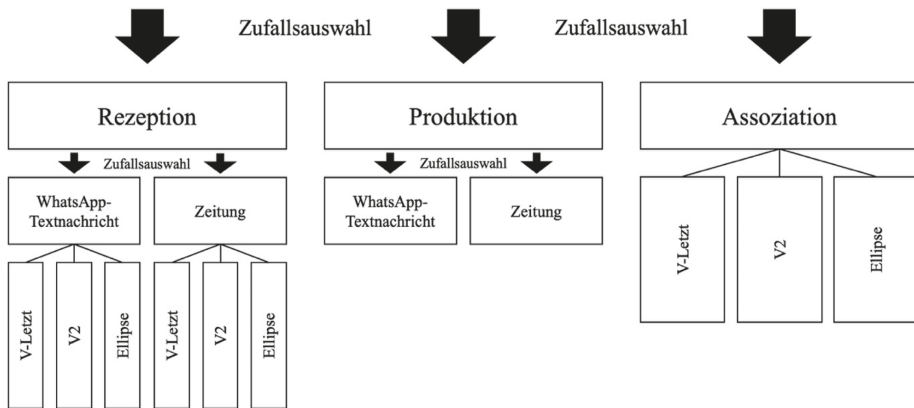 Zufallsauswahl
Zufallsauswahl
Rezeption
Produktion
Assoziation
Zufallsauswahl
Zufallsauswahl
WhatsApp-
Textnachricht
Zeitung
WhatsApp-
Textnachricht
Zeitung
V-Letzt
V2
Ellipse
V-Letzt
V2
Ellipse
V-Letzt
V2
Ellipse